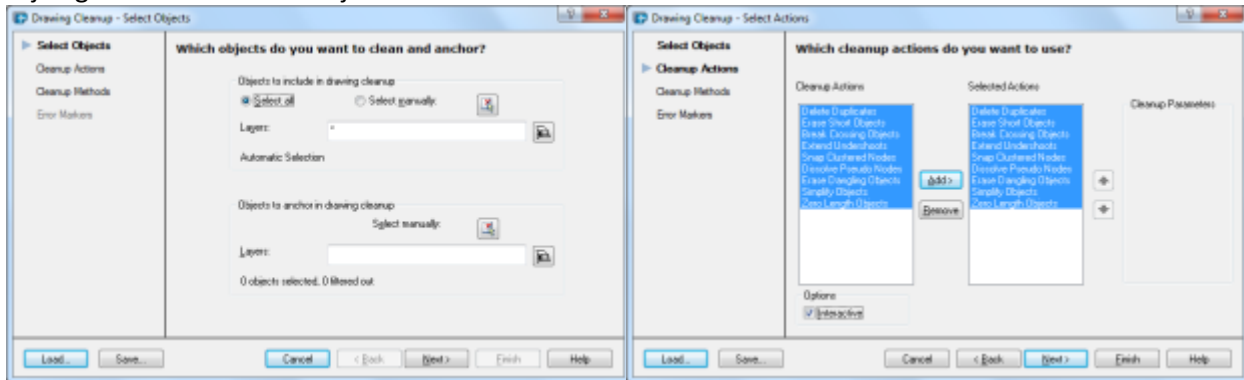 Drawing Cleanup - Select Objects
Select Objects
Cleanup Actions
Cleanup Methods
Error Markers
Which objects do you want to clean and anchor?
Objects to include in drawing cleanup
Select all
Select manually:
Layers:
*
Automatic Selection
Objects to anchor in drawing cleanup
Select manually:
Layers:
0 objects selected, 0 filtered out
Load...
Save...
Cancel
< Back
Next >
Finish
Help
Drawing Cleanup - Select Actions
Select Objects
Cleanup Actions
Cleanup Methods
Error Markers
Which cleanup actions do you want to use?
Cleanup Actions
Delete Duplicates
Erase Short Objects
Break Crossing Objects
Extend Undershoots
Snap Clustered Nodes
Dissolve Pseudo Nodes
Erase Dangling Objects
Simplify Objects
Zero Length Objects
Add >
Remove
Selected Actions
Delete Duplicates
Erase Short Objects
Break Crossing Objects
Extend Undershoots
Snap Clustered Nodes
Dissolve Pseudo Nodes
Erase Dangling Objects
Simplify Objects
Zero Length Objects
Cleanup Parameters
Options
Interactive
Load...
Save...
Cancel
< Back
Next >
Finish
Help